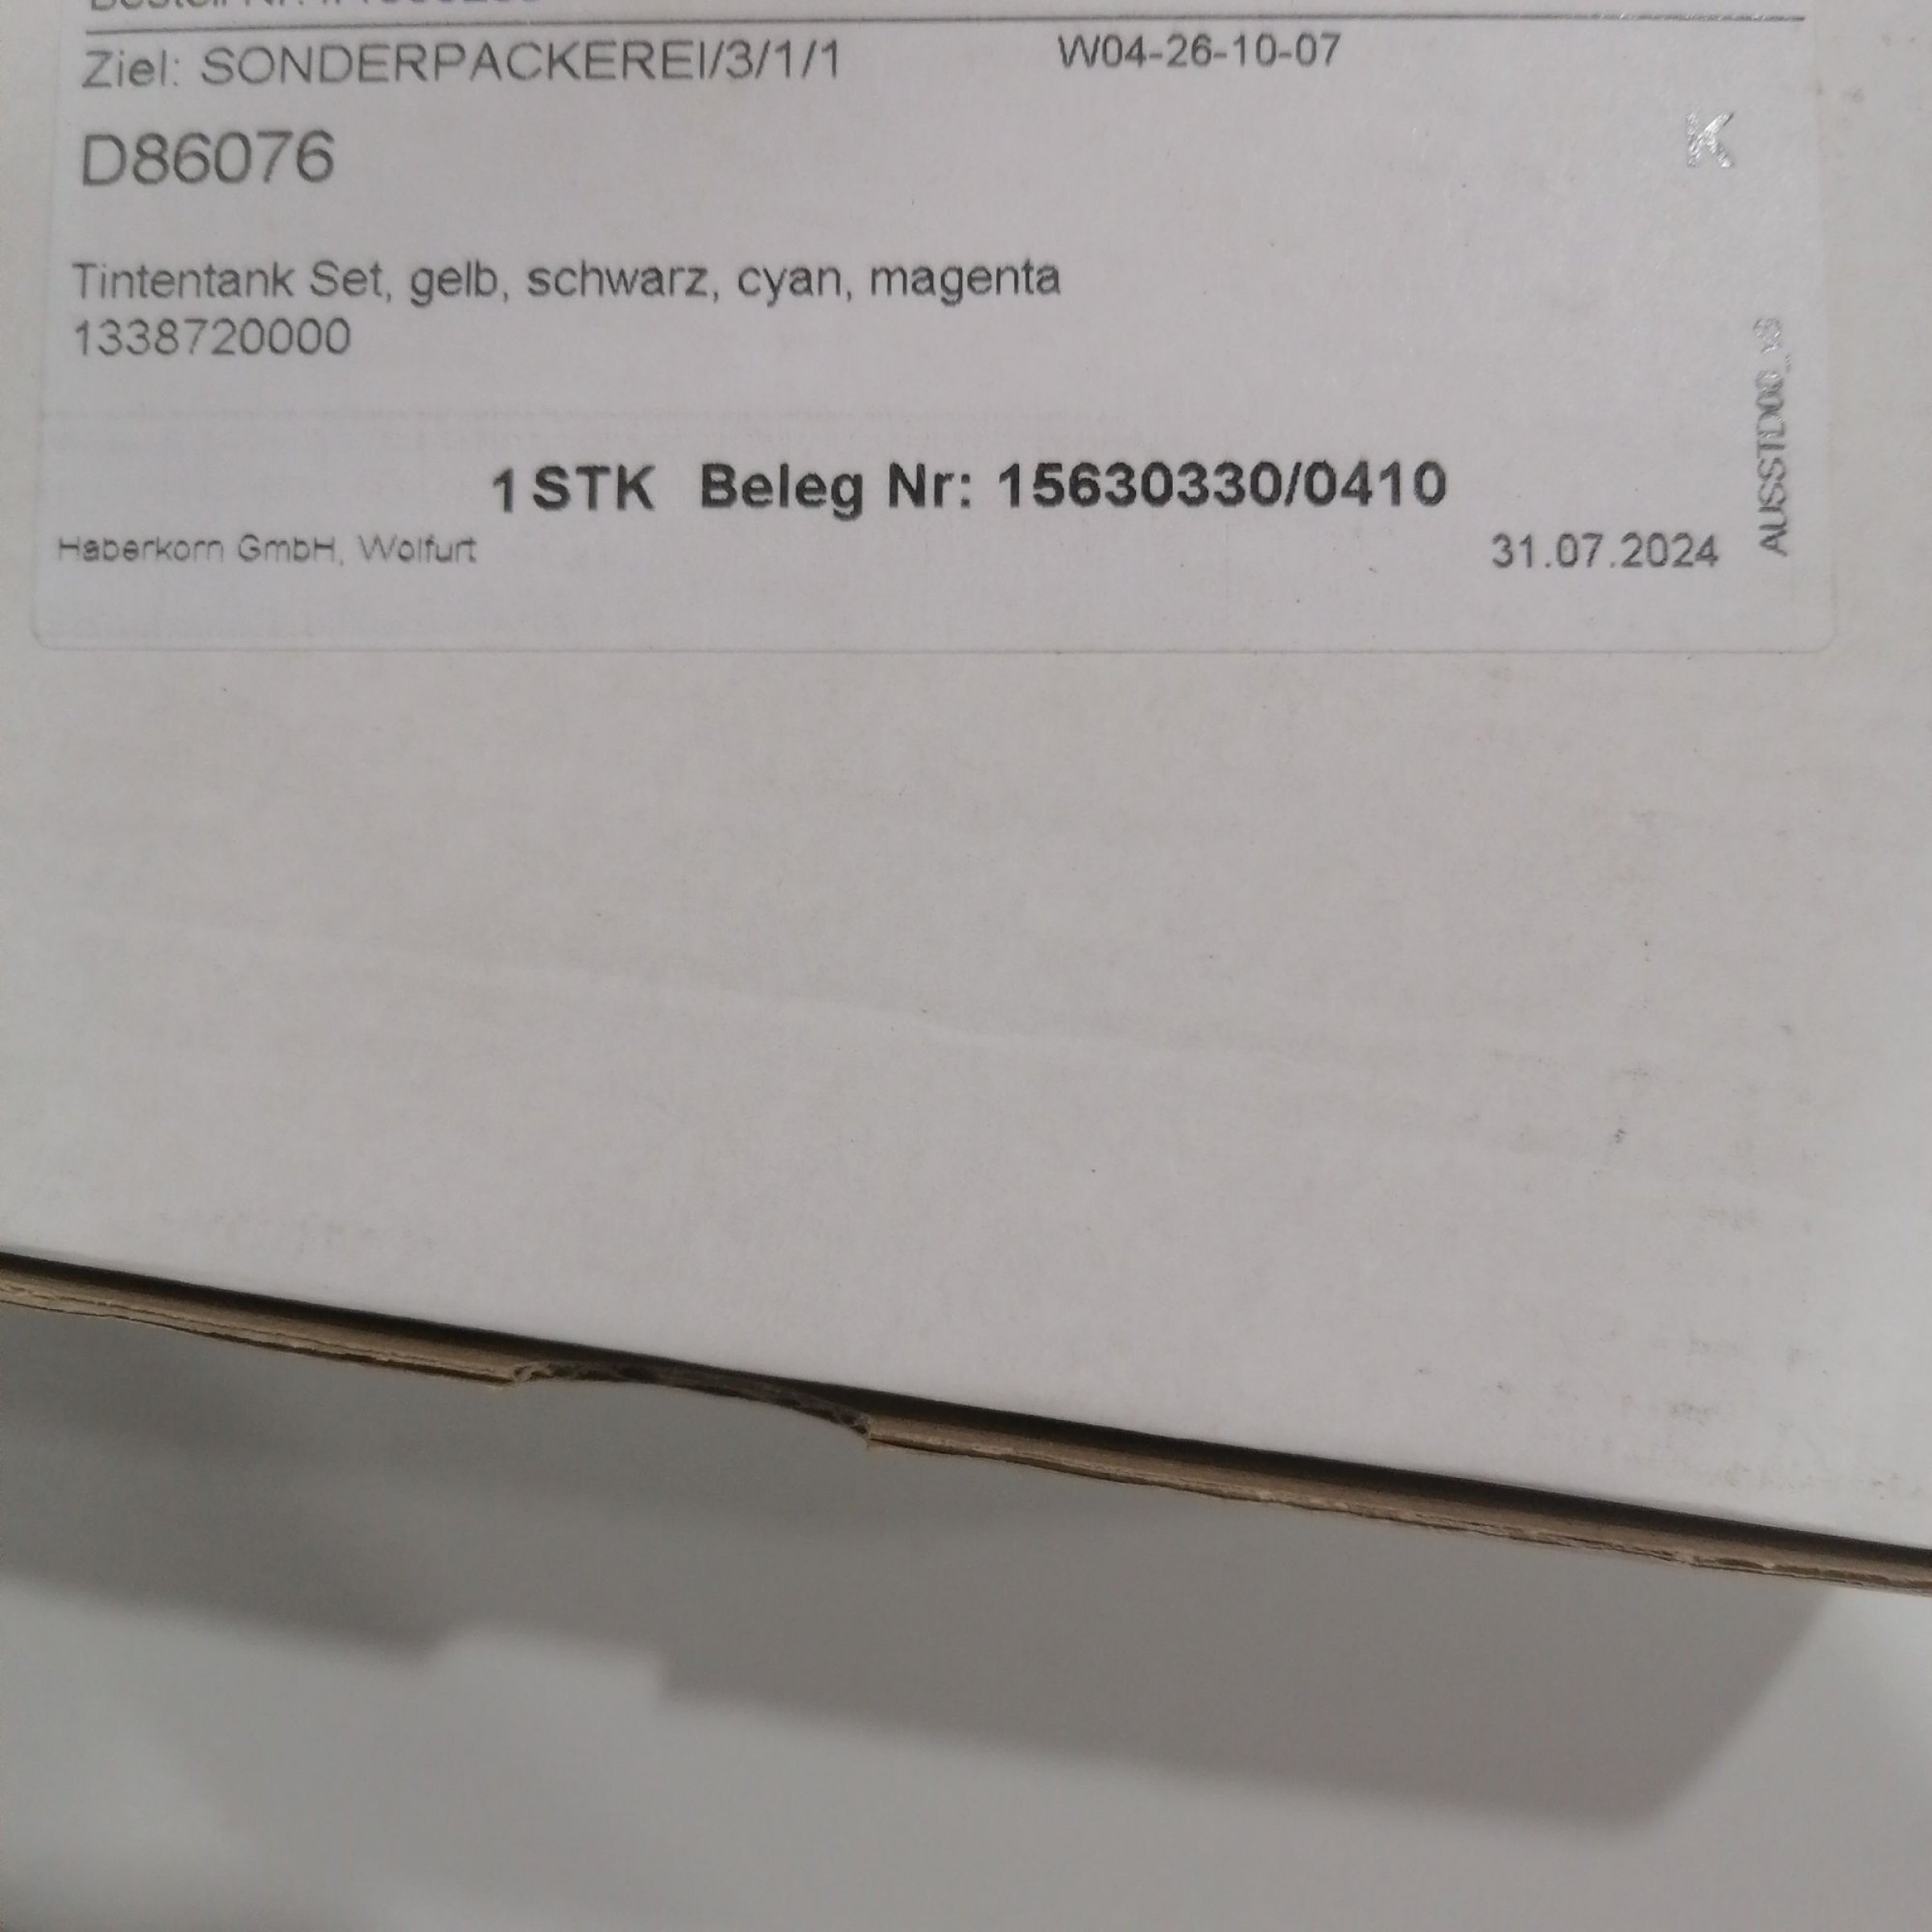 Ziel: SONDERPACKEREI/3/1/1 W04-26-10-07
D86076
K
Tintentank Set, gelb, schwarz, cyan, magenta
1338720000
1 STK Beleg Nr: 15630330/0410
Haberkorn GmbH, Wolfurt
31.07.2024